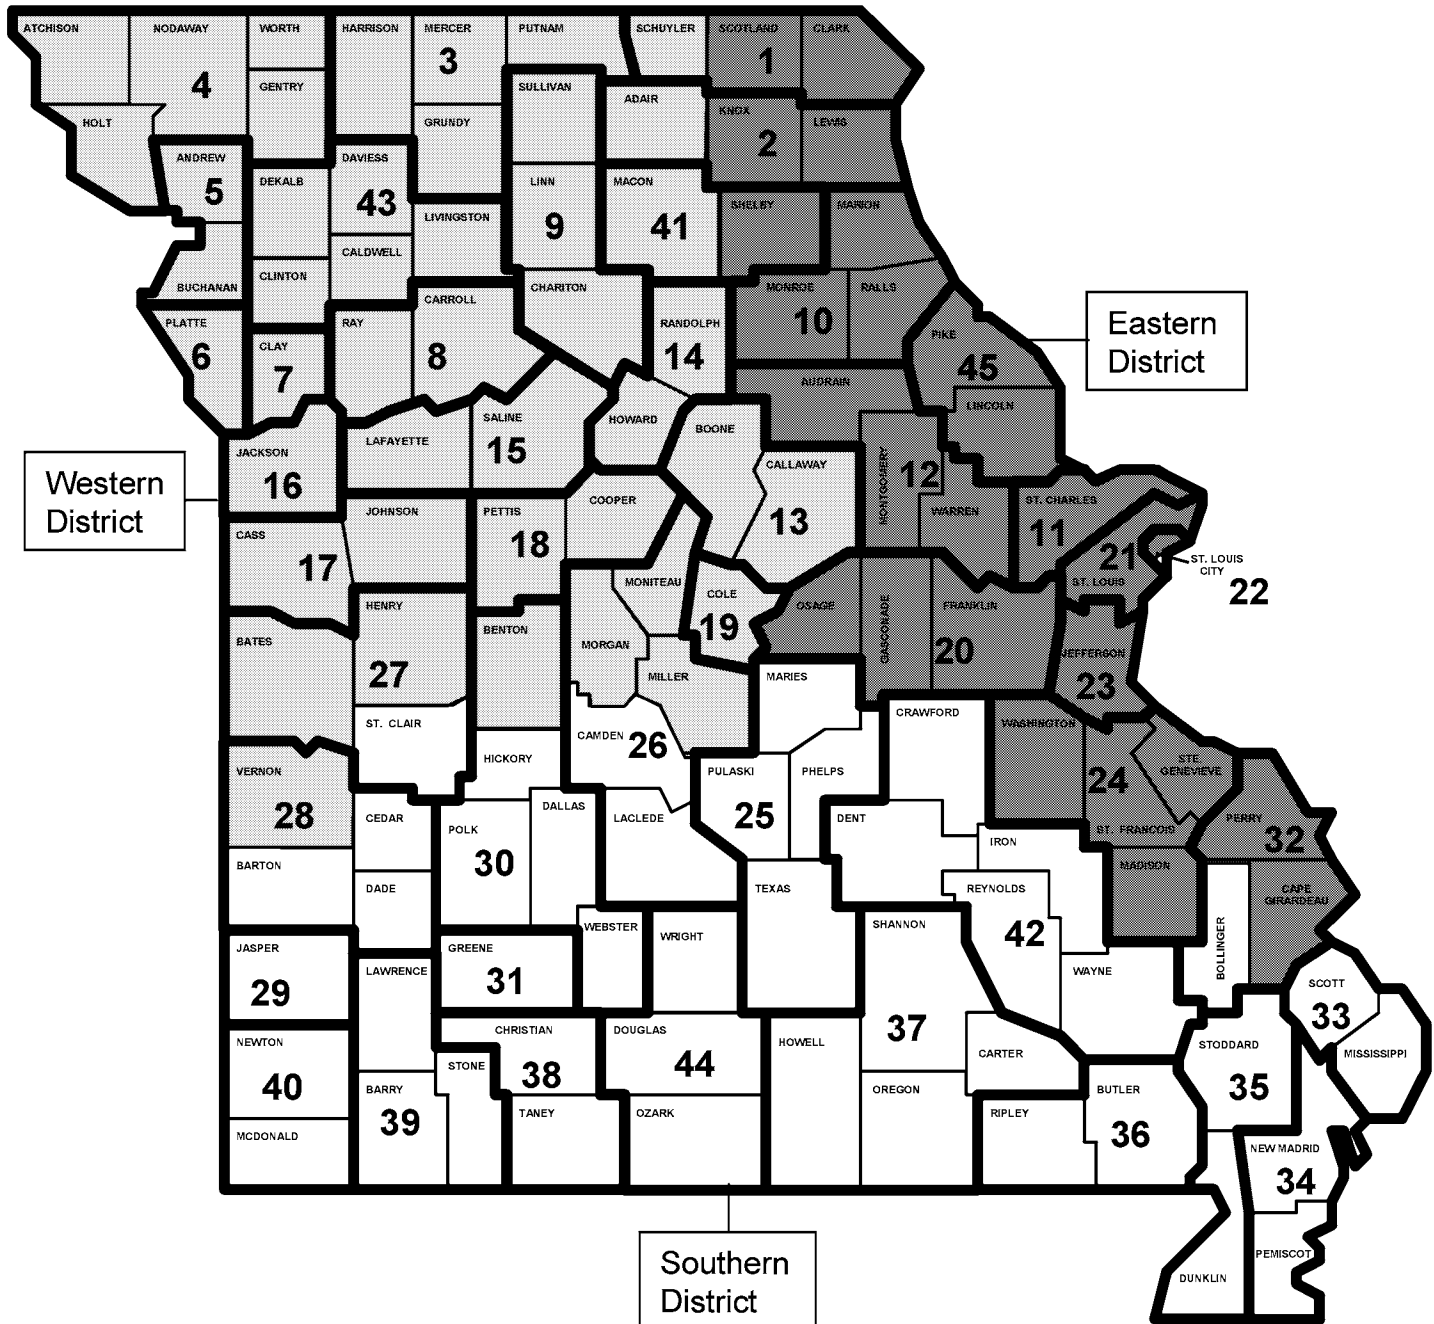 ATCHISON
NODAWAY
WORTH
HARRISON
MERCER
PUTNAM
SCHUYLER
SCOTLAND
CLARK
3
1
4
GENTRY
SULLIVAN
ADAIR
KNOX
LEWIS
HOLT
GRUNDY
2
ANDREW
DAVIESS
5
DEKALB
43
LINN
MACON
SHELBY
MARION
LIVINGSTON
9
41
CALDWELL
CLINTON
BUCHANAN
CARROLL
CHARITON
MONROE
RALLS
PLATTE
RAY
RANDOLPH
10
PIKE
Eastern
District
6
CLAY
7
8
14
45
AUDRAIN
LINCOLN
SALINE
HOWARD
BOONE
LAFAYETTE
15
JACKSON
16
CALLAWAY
MONTGOMERY
12
Western
District
COOPER
ST. CHARLES
JOHNSON
PETTIS
13
WARREN
11
CASS
18
17
21
ST. LOUIS
CITY
22
MONITEAU
ST. LOUIS
HENRY
COLE
OSAGE
GASCONADE
FRANKLIN
BENTON
19
BATES
MORGAN
20
JEFFERSON
27
MILLER
MARIES
23
ST. CLAIR
CAMDEN
26
CRAWFORD
WASHINGTON
HICKORY
STE.
GENEVIEVE
VERNON
PULASKI
PHELPS
24
28
CEDAR
DALLAS
LACLEDE
25
DENT
PERRY
POLK
ST. FRANCOIS
32
30
IRON
BARTON
MADISON
DADE
TEXAS
REYNOLDS
CAPE
GIRARDEAU
WEBSTER
SHANNON
WRIGHT
42
JASPER
GREENE
BOLLINGER
LAWRENCE
31
WAYNE
29
SCOTT
33
CHRISTIAN
DOUGLAS
37
NEWTON
HOWELL
STODDARD
MISSISSIPPI
CARTER
STONE
38
44
40
35
BARRY
OREGON
BUTLER
39
TANEY
OZARK
RIPLEY
36
MCDONALD
NEW MADRID
34
Southern
District
PEMISCOT
DUNKLIN